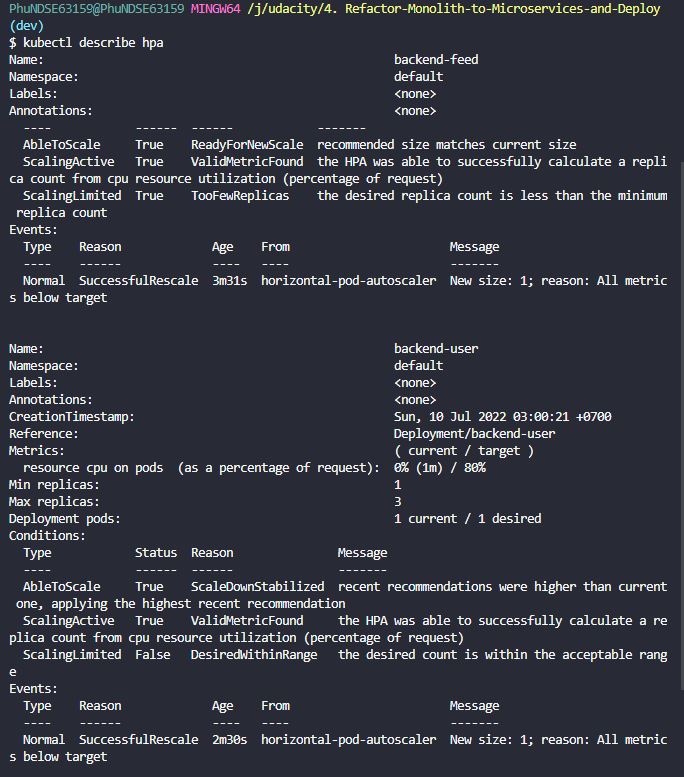 PhuNDSE63159@PhuNDSE63159 MINGW64 /j/udacity/4. Refactor-Monolith-to-Microservices-and-Deploy
(dev)
$ kubectl describe hpa
Name:                                                  backend-feed
Namespace:                                             default
Labels:                                                <none>
Annotations:                                           <none>
  ----            ------  ------            -------
  AbleToScale     True    ReadyForNewScale  recommended size matches current size
  ScalingActive   True    ValidMetricFound  the HPA was able to successfully calculate a repli
ca count from cpu resource utilization (percentage of request)
  ScalingLimited  True    TooFewReplicas    the desired replica count is less than the minimum
 replica count
Events:
  Type    Reason             Age    From                       Message
  ----    ------             ----   ----                       -------
  Normal  SuccessfulRescale  3m31s  horizontal-pod-autoscaler  New size: 1; reason: All metric
s below target
Name:                                                  backend-user
Namespace:                                             default
Labels:                                                <none>
Annotations:                                           <none>
CreationTimestamp:                                     Sun, 10 Jul 2022 03:00:21 +0700
Reference:                                             Deployment/backend-user
Metrics:                                               ( current / target )
  resource cpu on pods  (as a percentage of request):  0% (1m) / 80%
Min replicas:                                          1
Max replicas:                                          3
Deployment pods:                                       1 current / 1 desired
Conditions:
  Type            Status  Reason               Message
  ----            ------  ------               -------
  AbleToScale     True    ScaleDownStabilized  recent recommendations were higher than current
 one, applying the highest recent recommendation
  ScalingActive   True    ValidMetricFound     the HPA was able to successfully calculate a re
plica count from cpu resource utilization (percentage of request)
  ScalingLimited  False   DesiredWithinRange   the desired count is within the acceptable rang
e
Events:
  Type    Reason             Age    From                       Message
  ----    ------             ----   ----                       -------
  Normal  SuccessfulRescale  2m30s  horizontal-pod-autoscaler  New size: 1; reason: All metric
s below target